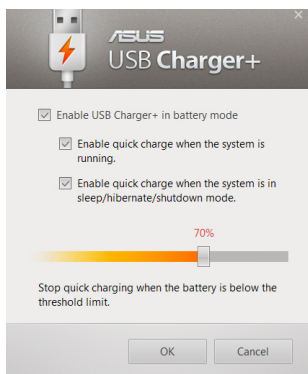 ASUS
USB Charger+
Enable USB Charger+ in battery mode
Enable quick charge when the system is
running.
Enable quick charge when the system is in
sleep/hibernate/shutdown mode.
70%
Stop quick charging when the battery is below the
threshold limit.
OK Cancel